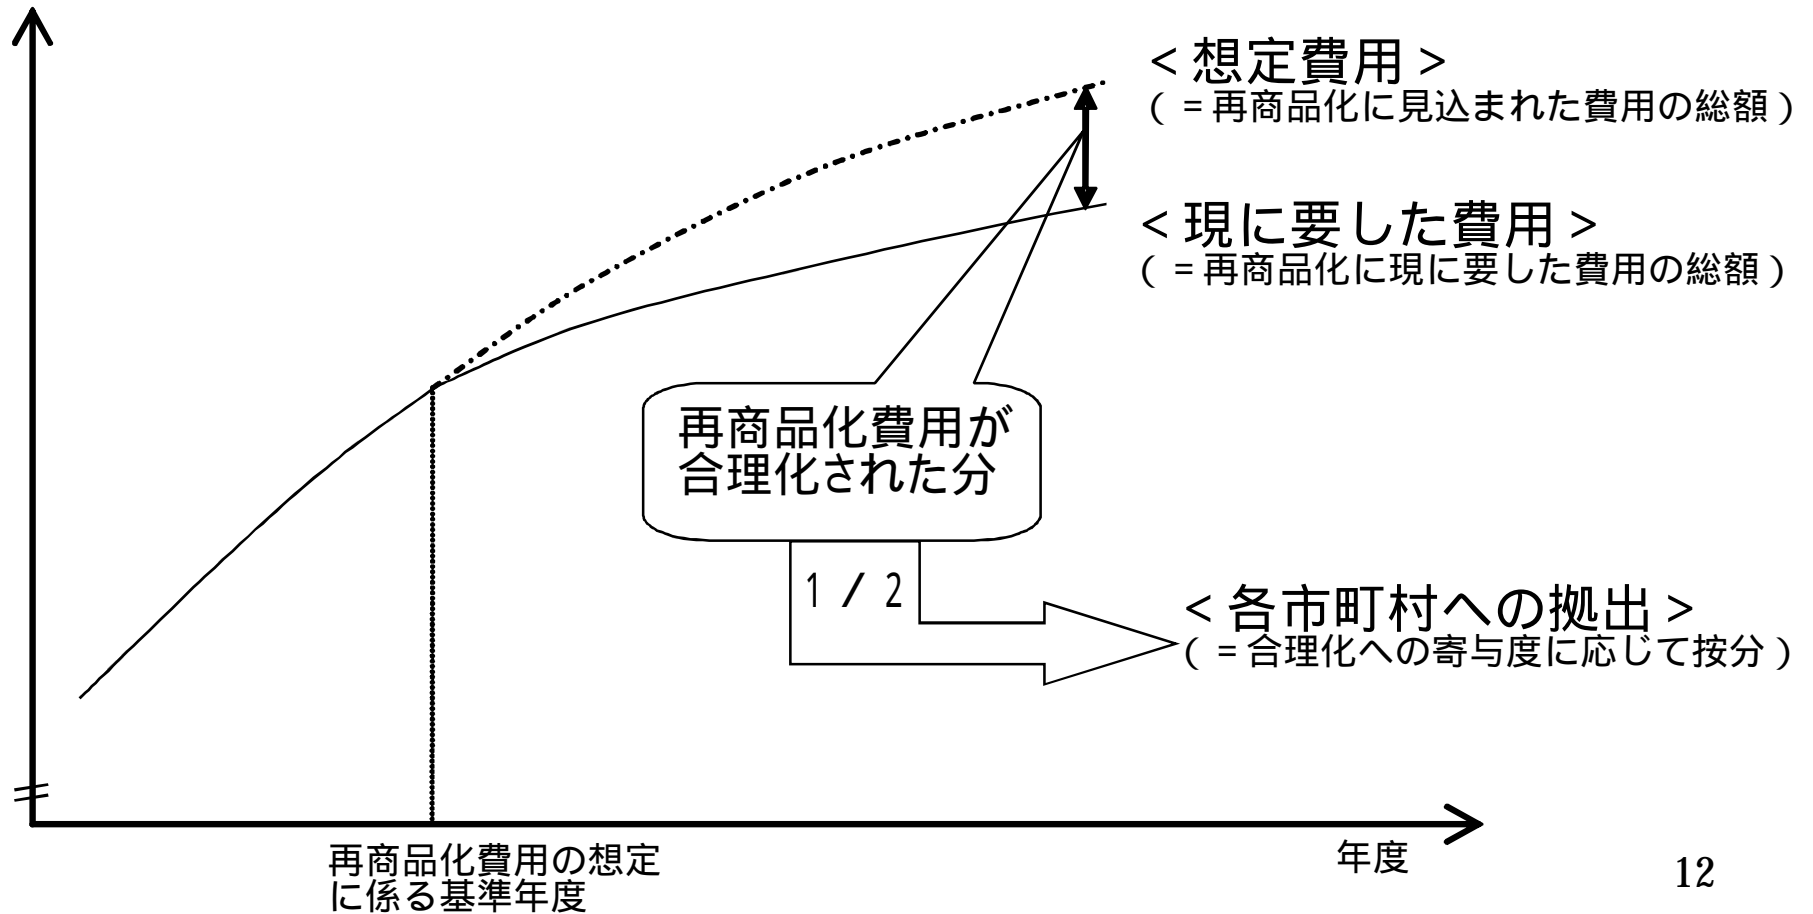 ＜想定費用＞
（＝再商品化に見込まれた費用の総額）
＜現に要した費用＞
（＝再商品化に現に要した費用の総額）
再商品化費用が
合理化された分
１／２
＜各市町村への拠出＞
（＝合理化への寄与度に応じて按分）
再商品化費用の想定
に係る基準年度
年度
12